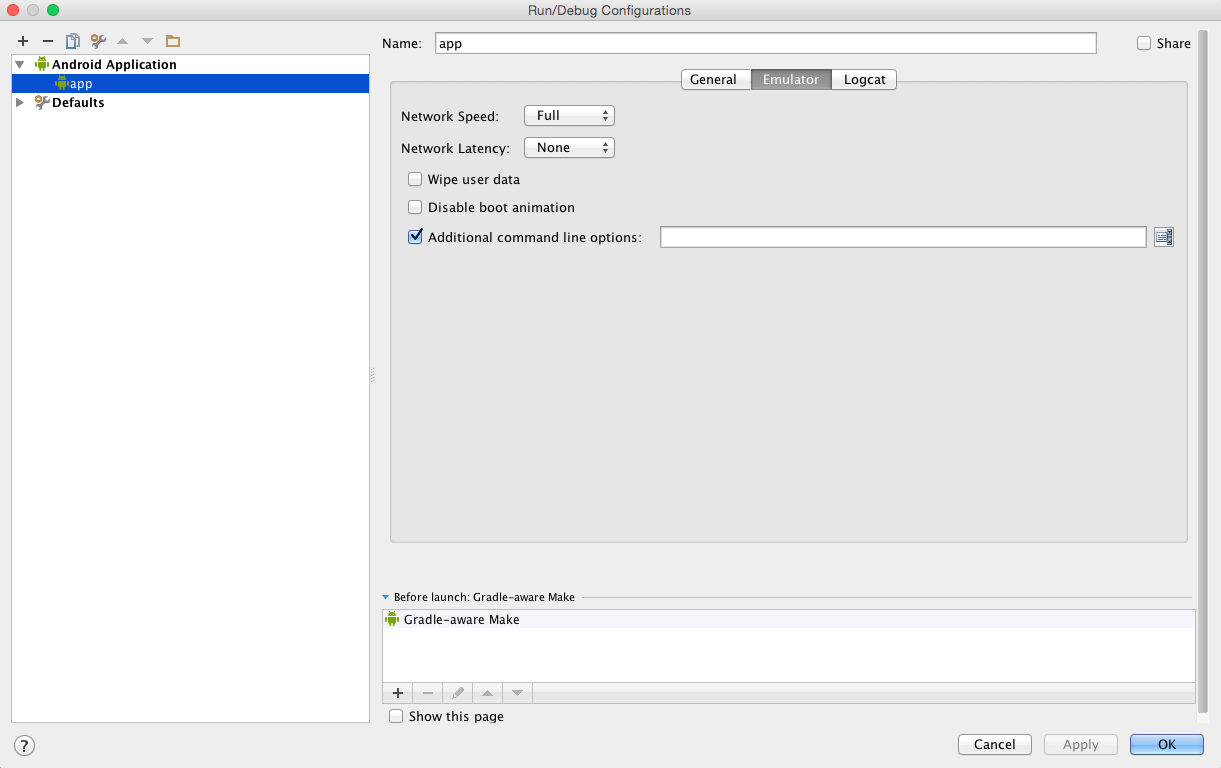 Run/Debug Configurations
Name: app Share
Android Application
app
Defaults
General Emulator Logcat
Network Speed: Full
Network Latency: None
Wipe user data
Disable boot animation
Additional command line options:
Before launch: Gradle-aware Make
Gradle-aware Make
Show this page
? Cancel Apply OK